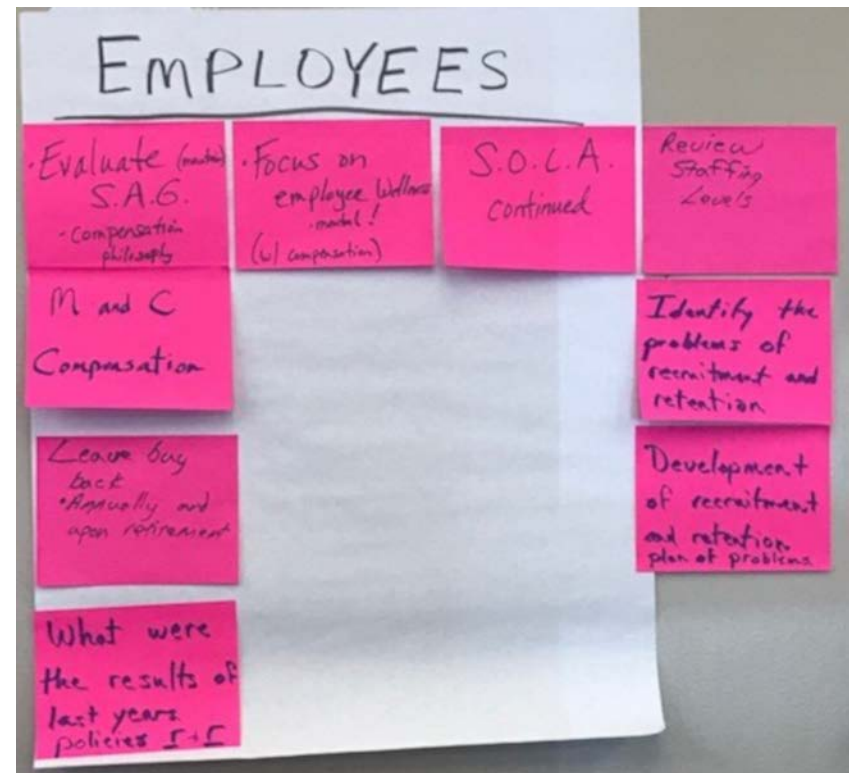 EMPLOYEES
· Evaluate
S.A.G.
· Compensation
philosophy
· Focus on
employee Wellness
· mental!
(w/ compensation)
S.O.L.A.
continued
Review
Staffing
Levels
M and C
Compensation
Identify the
problems of
recruitment and
retention
Leave buy
back
• Annually and
upon retirement
Development
of recruitment
and retention
plan of problems
What were
the results of
last years
policies I+I